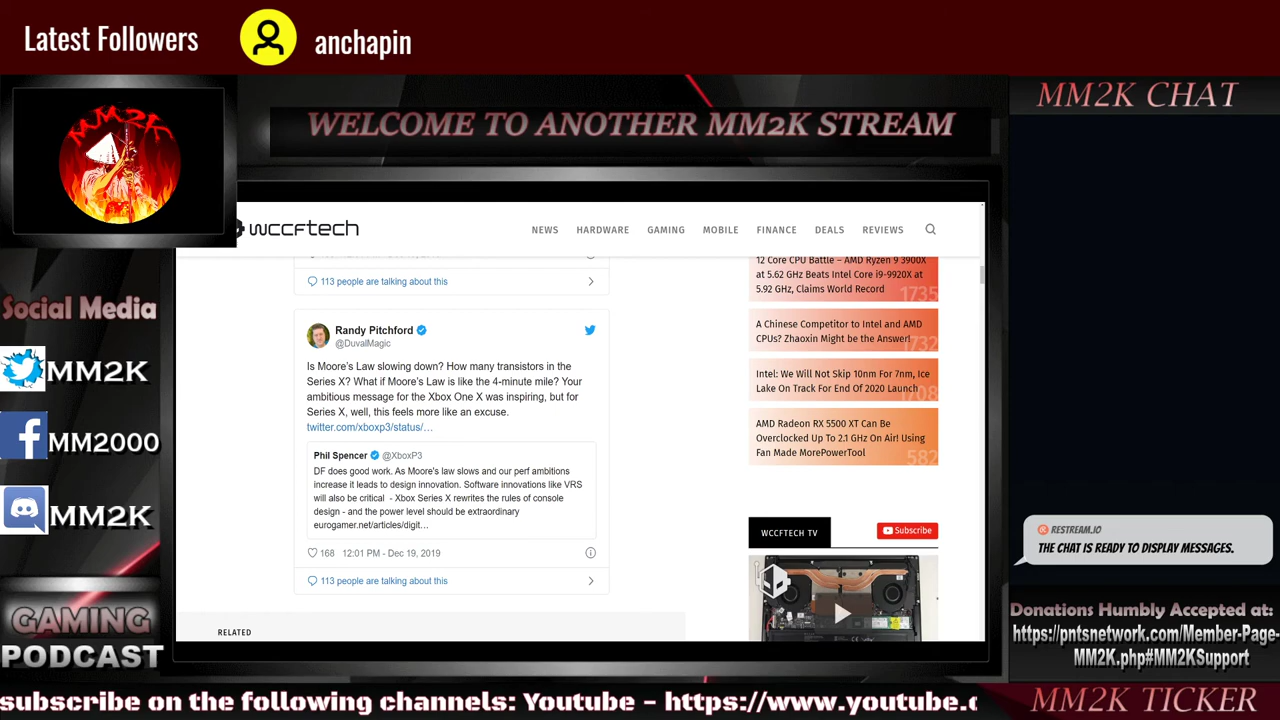 Latest Followers
anchapin
MM2K
WELCOME TO ANOTHER MM2K STREAM
MM2K CHAT
wccftech
NEWS HARDWARE GAMING MOBILE FINANCE DEALS REVIEWS
113 people are talking about this
Randy Pitchford
@DuvalMagic
Is Moore's Law slowing down? How many transistors in the
Series X? What if Moore's Law is like the 4-minute mile? Your
ambitious message for the Xbox One X was inspiring, but for
Series X, well, this feels more like an excuse.
twitter.com/xboxp3/status/…
Phil Spencer @XboxP3
DF does good work. As Moore's law slows and our perf ambitions
increase it leads to design innovation. Software innovations like VRS
will also be critical - Xbox Series X rewrites the rules of console
design - and the power level should be extraordinary
eurogamer.net/articles/digit…
168 12:01 PM - Dec 19, 2019
113 people are talking about this
RELATED
12 Core CPU Battle – AMD Ryzen 9 3900X
at 5.62 GHz Beats Intel Core i9-9920X at
5.92 GHz, Claims World Record
1735
A Chinese Competitor to Intel and AMD
CPUs? Zhaoxin Might be the Answer!
1732
Intel: We Will Not Skip 10nm For 7nm, Ice
Lake On Track For End Of 2020 Launch
1708
AMD Radeon RX 5500 XT Can Be
Overclocked Up To 2.1 GHz On Air! Using
Fan Made MorePowerTool
582
WCCFTECH TV
Subscribe
Social Media
MM2K
MM2000
MM2K
GAMING
PODCAST
RESTREAM.IO
THE CHAT IS READY TO DISPLAY MESSAGES.
Donations Humbly Accepted at:
https://pntsnetwork.com/Member-Page-
MM2K.php#MM2KSupport
subscribe on the following channels: Youtube - https://www.youtube.c
MM2K TICKER